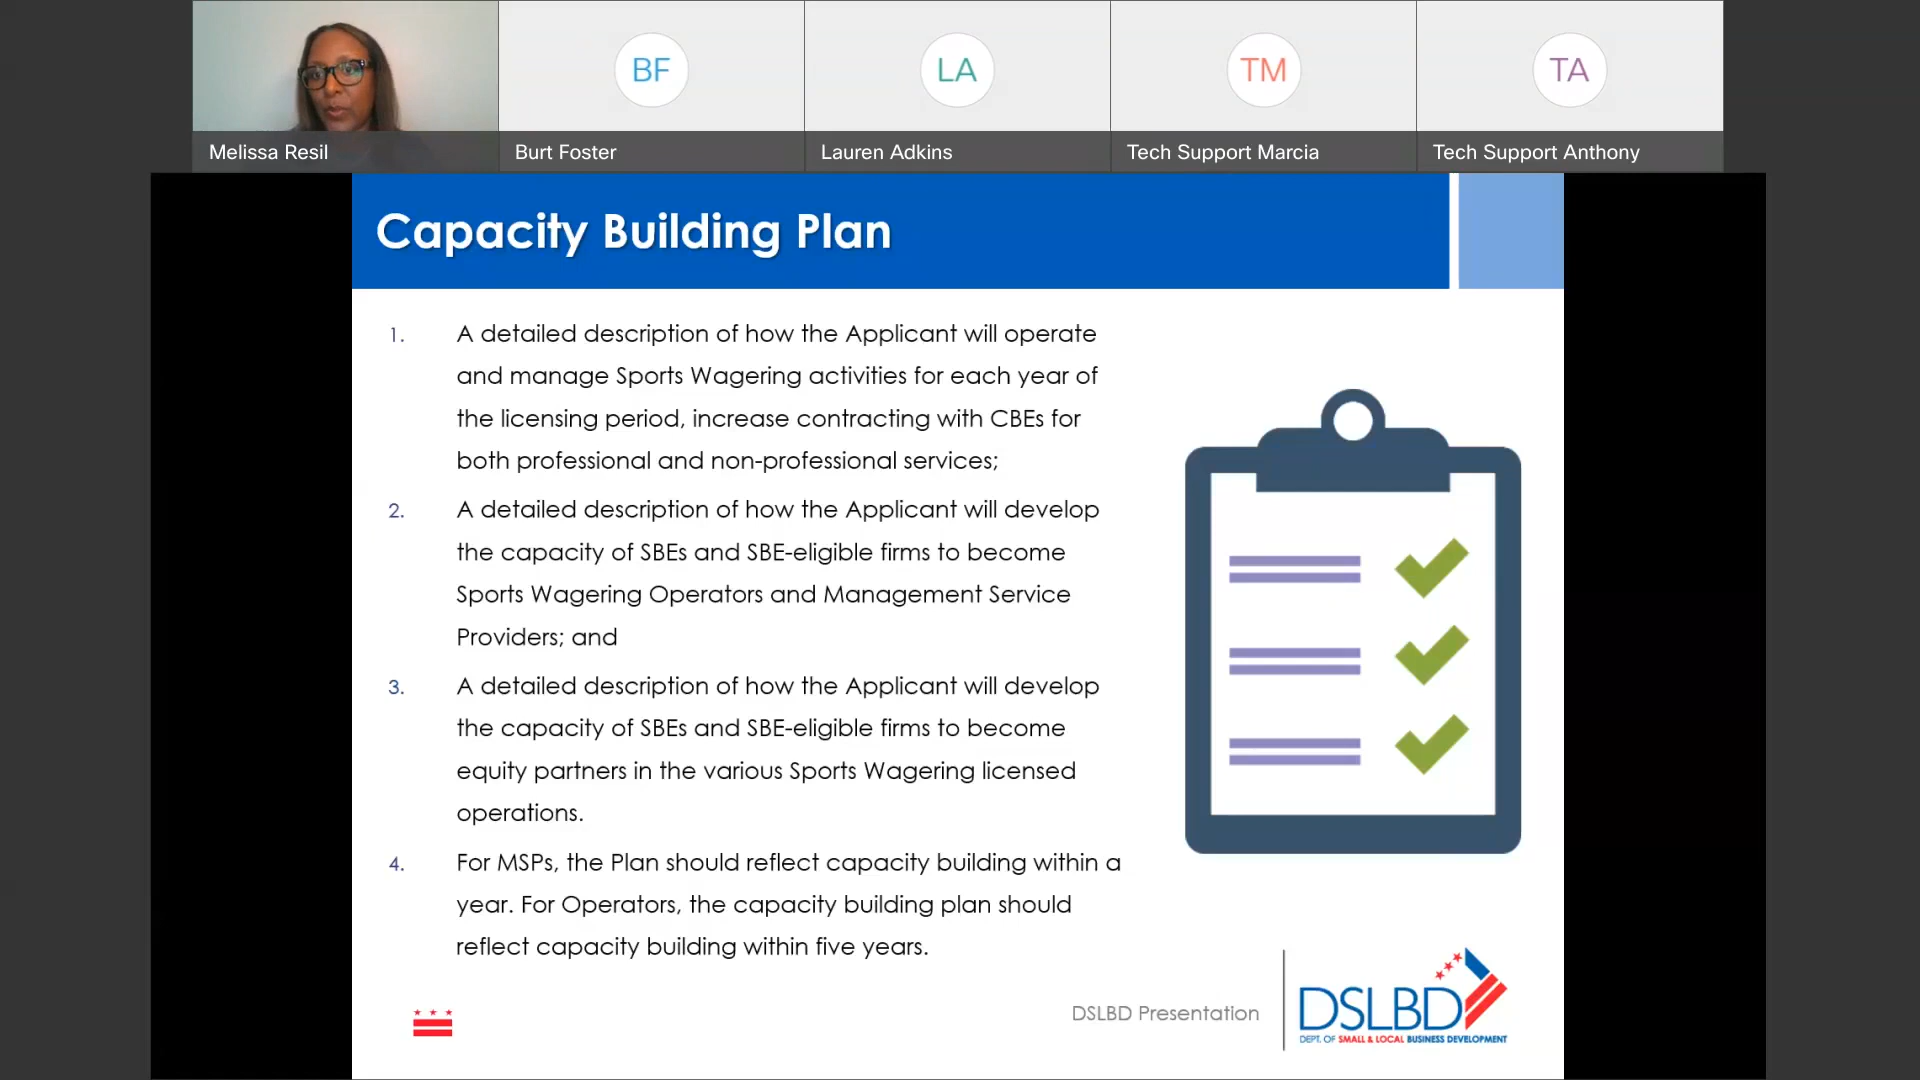 BF
LA
TM
TA
Melissa Resil
Burt Foster
Lauren Adkins
Tech Support Marcia
Tech Support Anthony
Capacity Building Plan
1. A detailed description of how the Applicant will operate
and manage Sports Wagering activities for each year of
the licensing period, increase contracting with CBEs for
both professional and non-professional services;
2. A detailed description of how the Applicant will develop
the capacity of SBEs and SBE-eligible firms to become
Sports Wagering Operators and Management Service
Providers; and
3. A detailed description of how the Applicant will develop
the capacity of SBEs and SBE-eligible firms to become
equity partners in the various Sports Wagering licensed
operations.
4. For MSPs, the Plan should reflect capacity building within a
year. For Operators, the capacity building plan should
reflect capacity building within five years.
DSLBD Presentation
DSLBD
DEPT. OF SMALL & LOCAL BUSINESS DEVELOPMENT